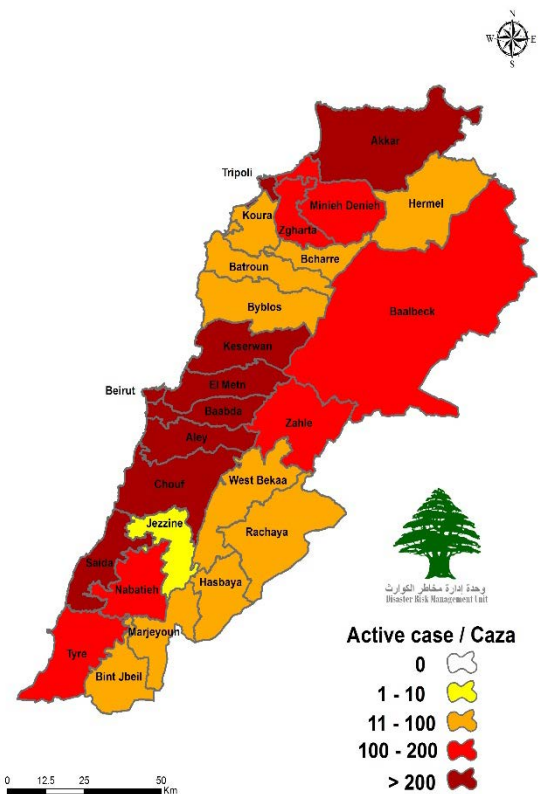 N
W E
S
Akkar
Tripoli
Minieh Denieh
Hermel
Koura
Zgharfa
Bcharre
Batroun
Byblos
Baalbeck
Keserwan
El Metn
Beirut
Baabda
Zahle
Aley
West Bekaa
Chouf
Jezzine
Rachaya
Saida
Nabatieh
Hasbaya
وحدة إدارة مخاطر الكوارث
Disaster Risk Management Unit
Marjeyoun
Tyre
Bint Jbeil
Active case / Caza
0
1 - 10
11 - 100
100 - 200
> 200
0 12.5 25 50
Km